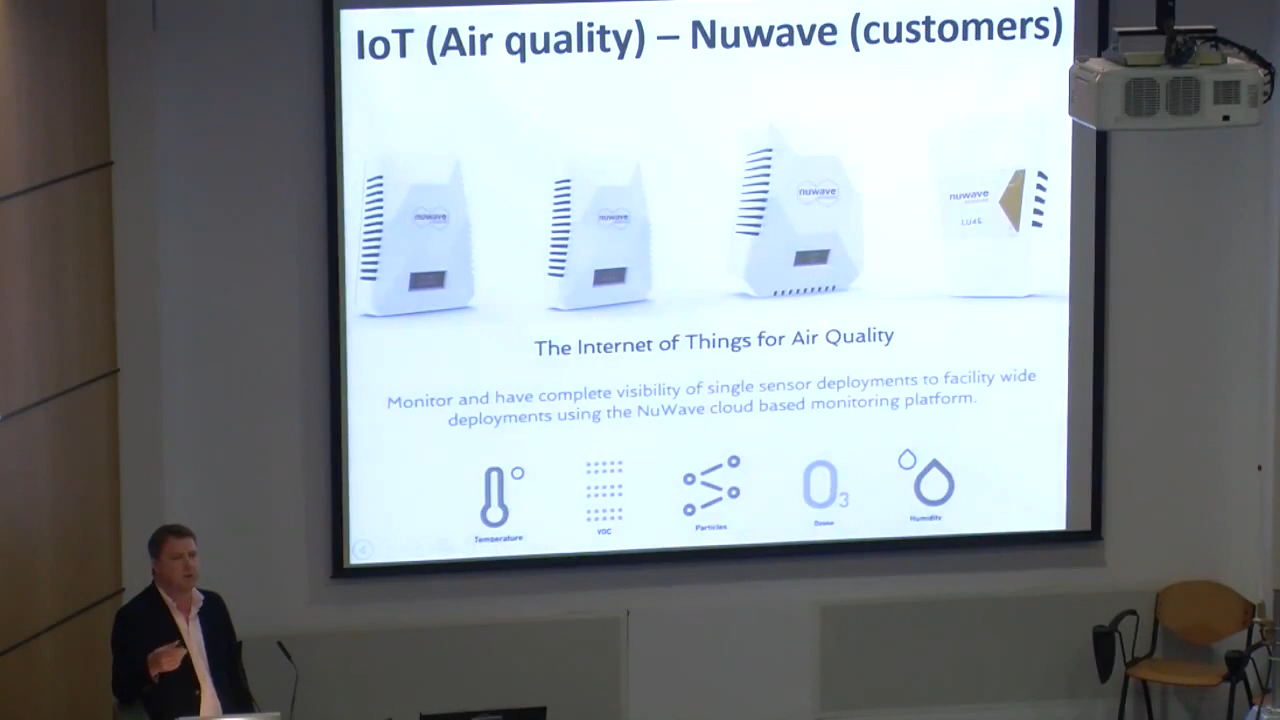 IoT (Air quality) – Nuwave (customers)
nuwave
nuwave
nuwave
nuwave
The Internet of Things for Air Quality
Monitor and have complete visibility of single sensor deployments to facility wide
deployments using the NuWave cloud based monitoring platform.
O3
Temperature
VOC
Particles
Ozone
Humidity